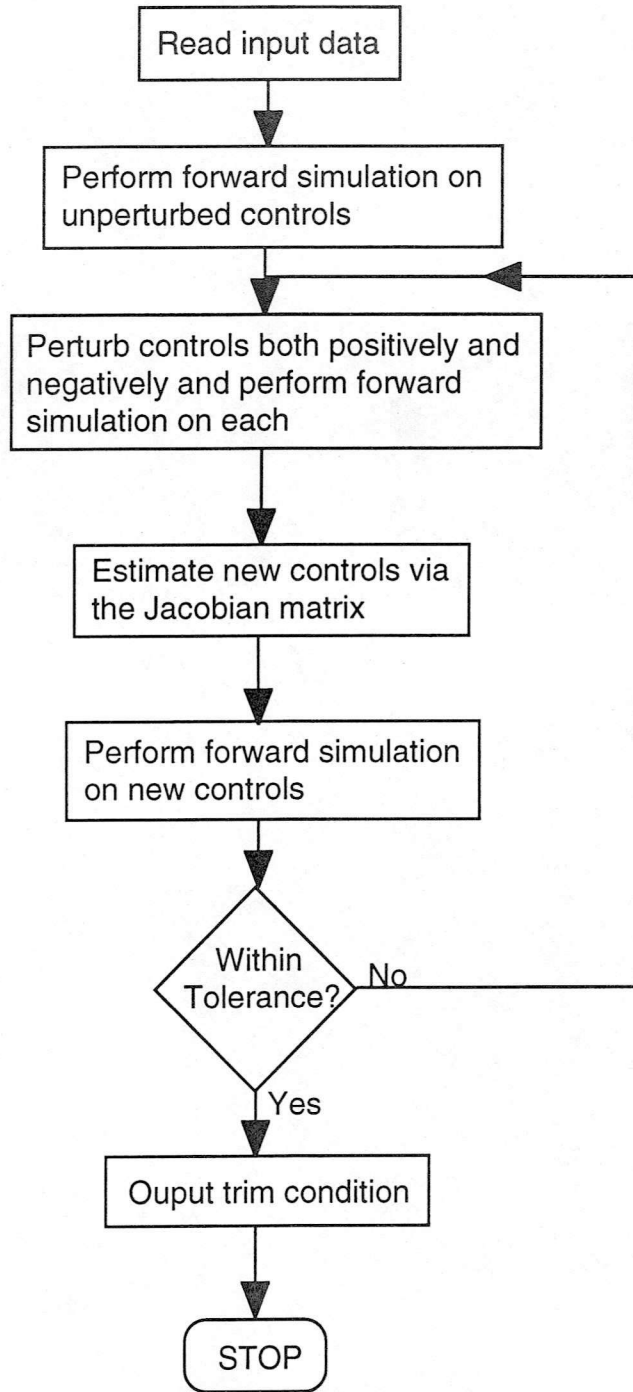 Read input data
Perform forward simulation on
unperturbed controls
Perturb controls both positively and
negatively and perform forward
simulation on each
Estimate new controls via
the Jacobian matrix
Perform forward simulation
on new controls
Within
Tolerance?
No
Yes
Ouput trim condition
STOP